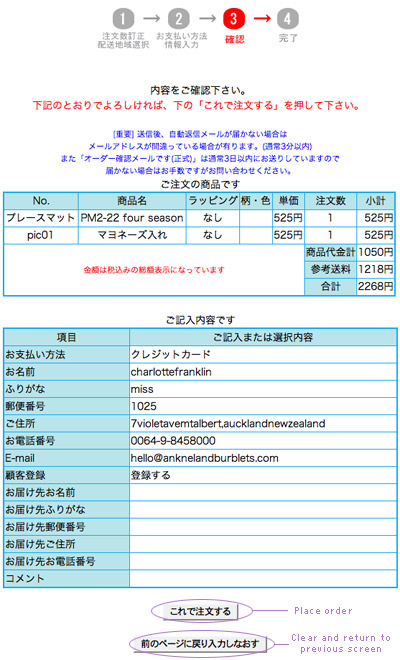 1 → 2 → 3 → 4
注文数訂正 配送地域選択
お支払い方法 情報入力
確認
完了
内容をご確認下さい。
下記のとおりでよろしければ、下の「これで注文する」を押して下さい。
[重要] 送信後、自動返信メールが届かない場合は
メールアドレスが間違っている場合が有ります。(通常3分以内)
また「オーダー確認メールです(正式)」は通常3日以内にお送りしていますので
届かない場合はお手数ですがお問い合わせください。
ご注文の商品です
No. 商品名 ラッピング 柄・色 単価 注文数 小計
プレースマット PM2-22 four season なし 525円 1 525円
pic01 マヨネーズ入れ なし 525円 1 525円
金額は税込みの総額表示になっています
商品代金計 1050円
参考送料 1218円
合計 2268円
ご記入内容です
項目 ご記入または選択内容
お支払い方法 クレジットカード
お名前 charlottefranklin
ふりがな miss
郵便番号 1025
ご住所 7violetavemtalbert,aucklandnewzealand
お電話番号 0064-9-8458000
E-mail hello@anknelandburblets.com
顧客登録 登録する
お届け先お名前
お届け先ふりがな
お届け先郵便番号
お届け先ご住所
お届け先お電話番号
コメント
これで注文する Place order
前のページに戻り入力しなおす Clear and return to
previous screen